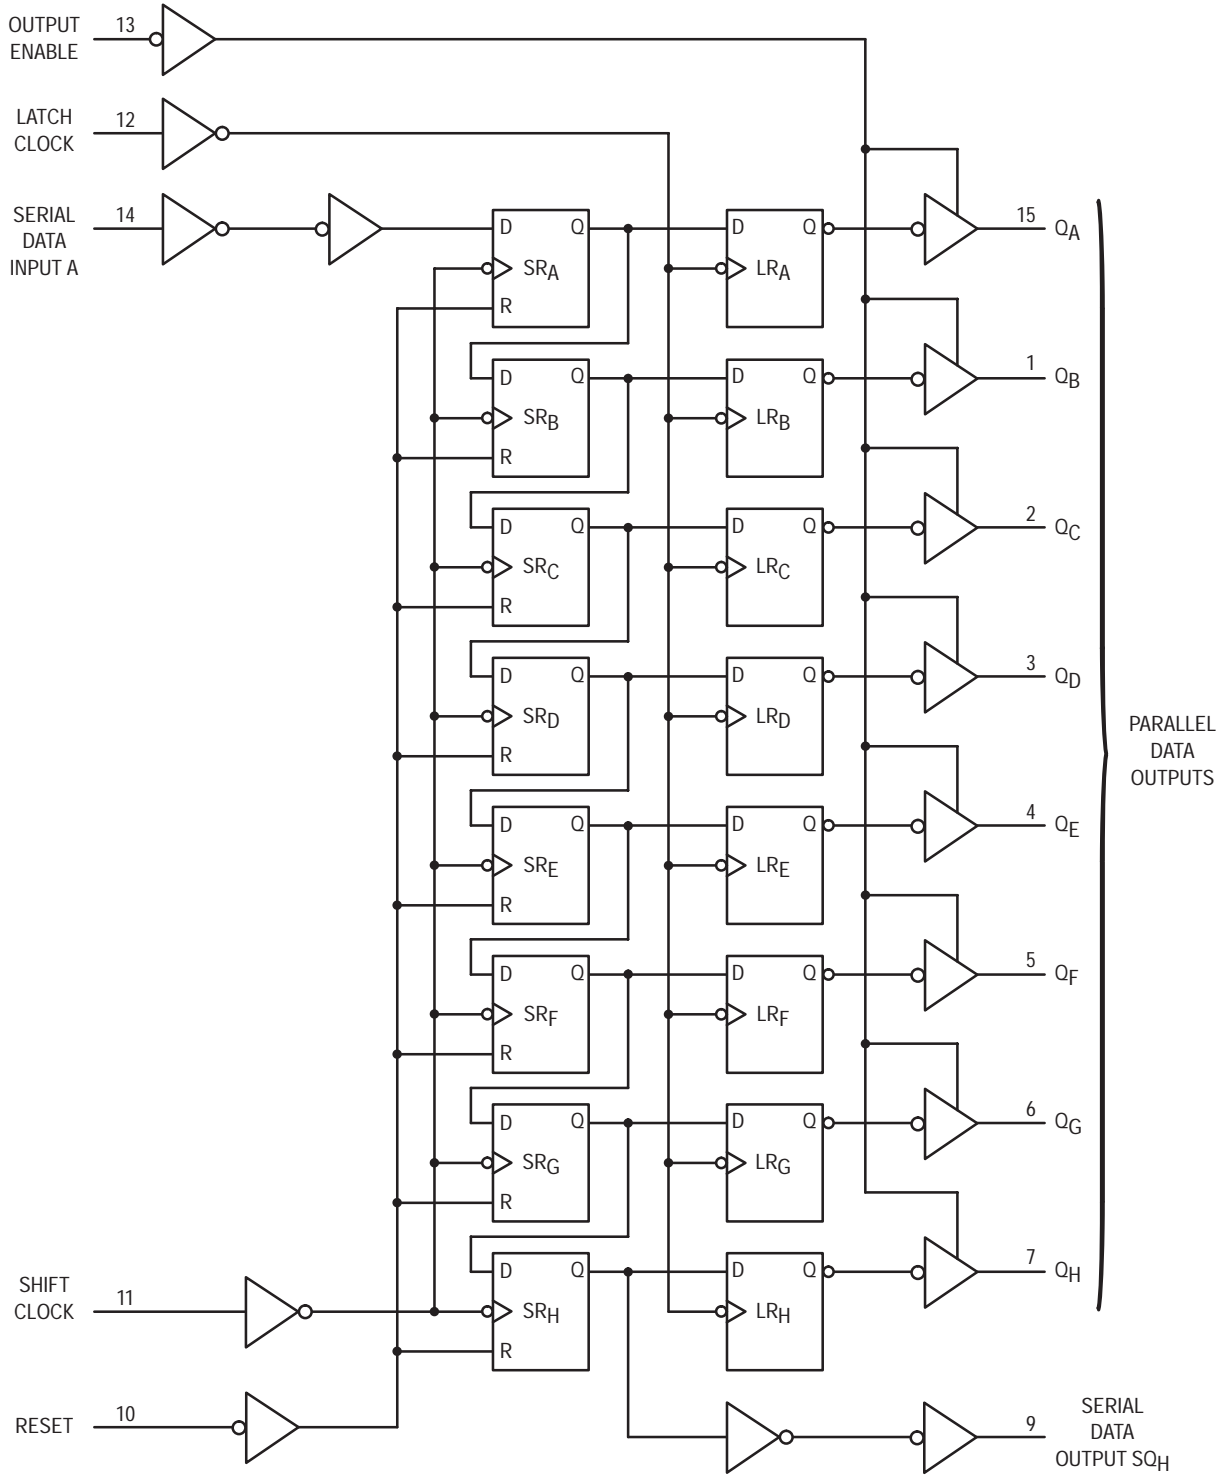 OUTPUT
ENABLE
13
LATCH
CLOCK
12
SERIAL
DATA
INPUT A
14
D Q
SRA
R
D Q
LRA
15 QA
D Q
SRB
R
D Q
LRB
1 QB
D Q
SRC
R
D Q
LRC
2 QC
D Q
SRD
R
D Q
LRD
3 QD
D Q
SRE
R
D Q
LRE
4 QE
D Q
SRF
R
D Q
LRF
5 QF
D Q
SRG
R
D Q
LRG
6 QG
D Q
SRH
R
D Q
LRH
7 QH
PARALLEL
DATA
OUTPUTS
SHIFT
CLOCK
11
RESET
10
9
SERIAL
DATA
OUTPUT SQH